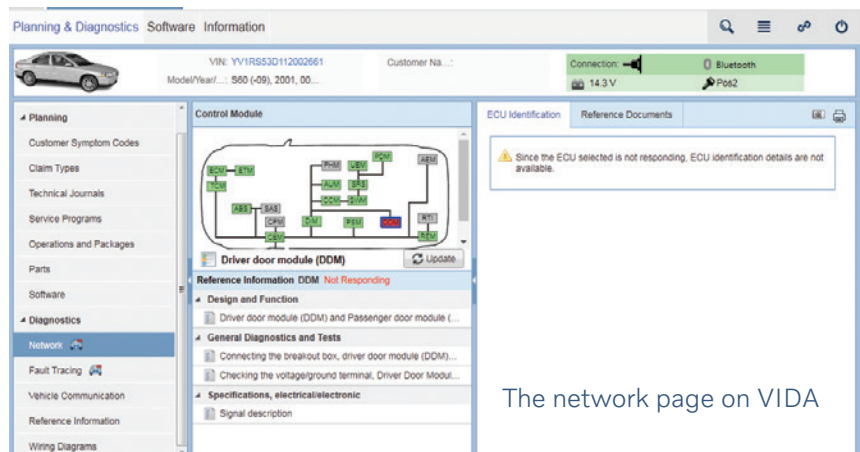 Planning & Diagnostics Software Information
VIN: YV1RS53D112002661
Customer Na...:
Model/Year/...: S60 (-09), 2001, 00...
Connection:
Bluetooth
14.3 V
Pos2
Planning
Customer Symptom Codes
Claim Types
Technical Journals
Service Programs
Operations and Packages
Parts
Software
Diagnostics
Network
Fault Tracing
Vehicle Communication
Reference Information
Wiring Diagrams
Control Module
PHM UEM PDM AEM
ECM ETM
TCM AUM SRS
CCM SWM
ABS SAS
CPM DIM PSM DDM RTI
CEM REM
Driver door module (DDM)
Update
Reference Information DDM Not Responding
Design and Function
Driver door module (DDM) and Passenger door module (...
General Diagnostics and Tests
Connecting the breakout box, driver door module (DDM)...
Checking the voltage/ground terminal, Driver Door Modul...
Specifications, electrical/electronic
Signal description
ECU Identification
Reference Documents
Since the ECU selected is not responding, ECU identification details are not
available.
The network page on VIDA